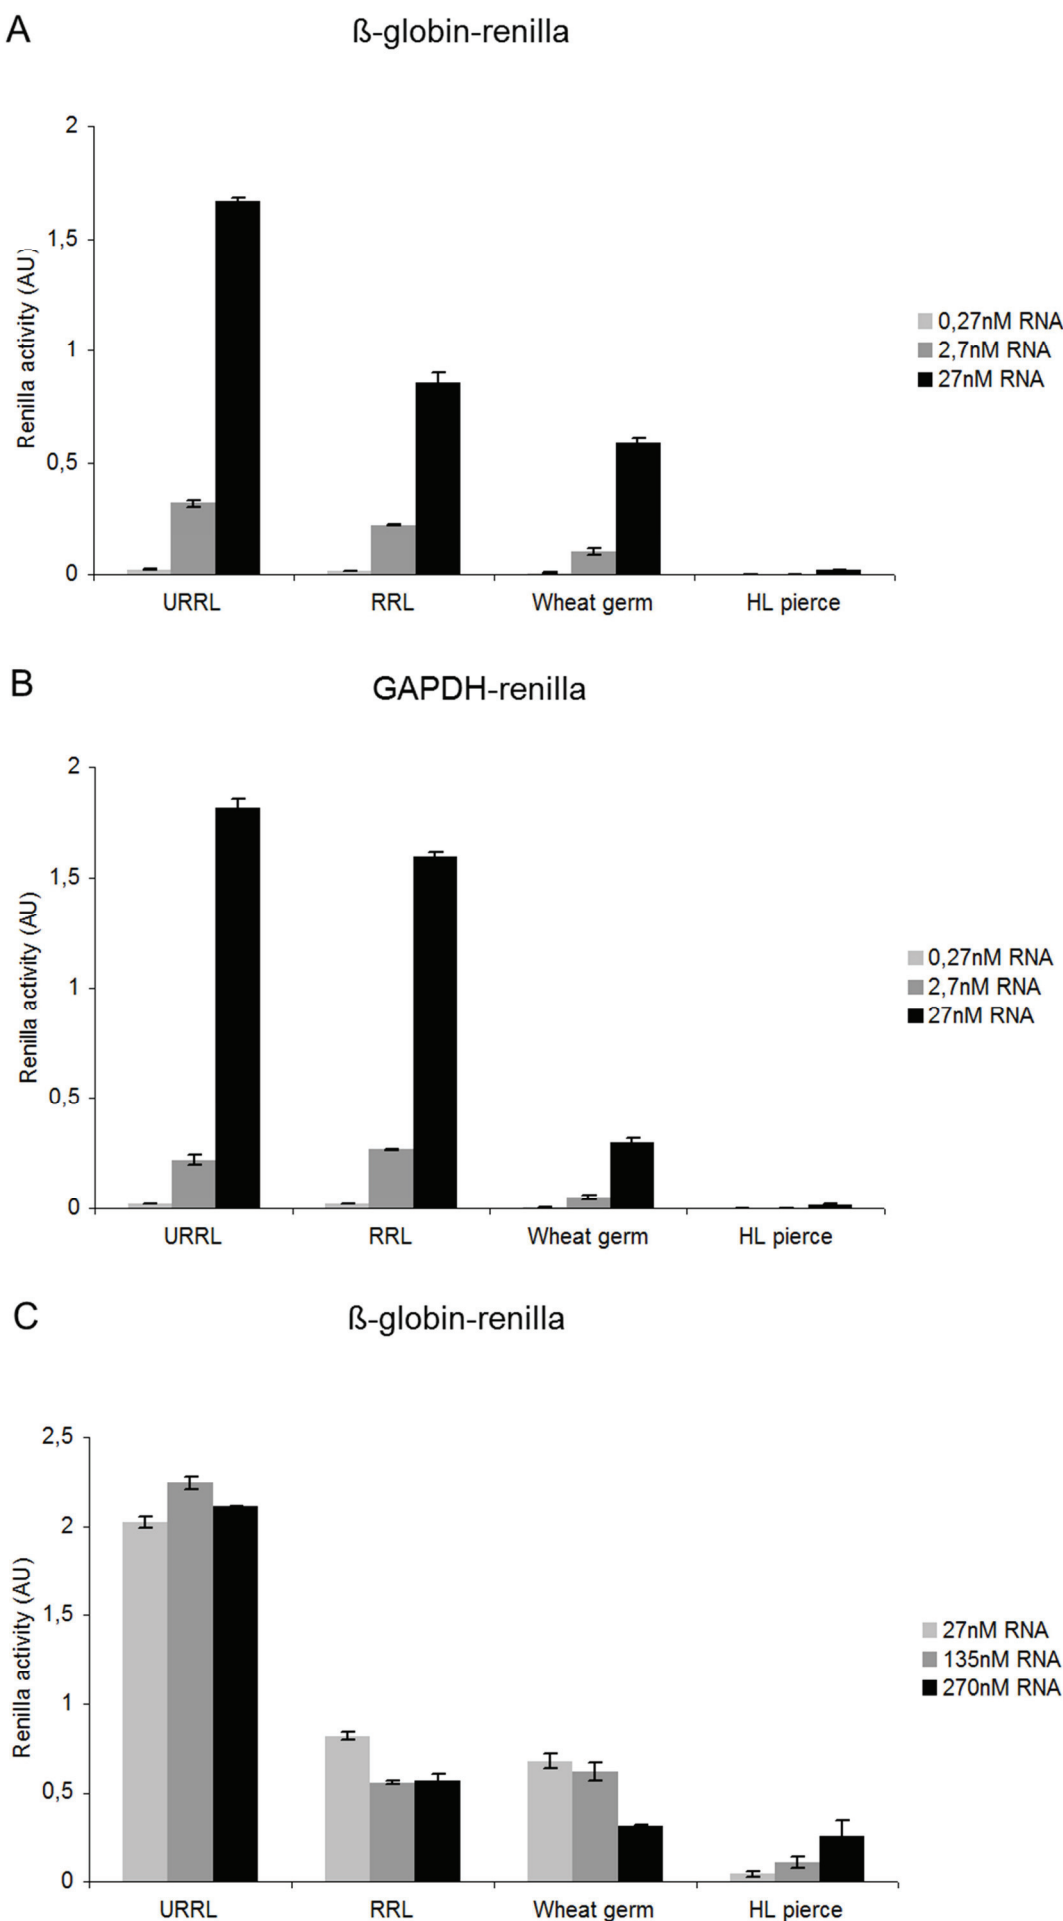 A
ß-globin-renilla
2
1,5
1
0,5
0
Renilla activity (AU)
0,27nM RNA
2,7nM RNA
27nM RNA
URRL RRL Wheat germ HL pierce
B
GAPDH-renilla
2
1,5
1
0,5
0
Renilla activity (AU)
0,27nM RNA
2,7nM RNA
27nM RNA
URRL RRL Wheat germ HL pierce
C
ß-globin-renilla
2,5
2
1,5
1
0,5
0
Renilla activity (AU)
27nM RNA
135nM RNA
270nM RNA
URRL RRL Wheat germ HL pierce